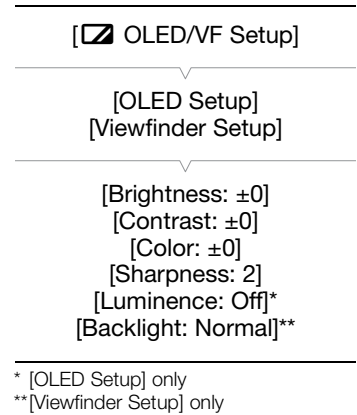 [ OLED/VF Setup]
[OLED Setup]
[Viewfinder Setup]
[Brightness: ±0]
[Contrast: ±0]
[Color: ±0]
[Sharpness: 2]
[Luminence: Off]*
[Backlight: Normal]**
* [OLED Setup] only
**[Viewfinder Setup] only